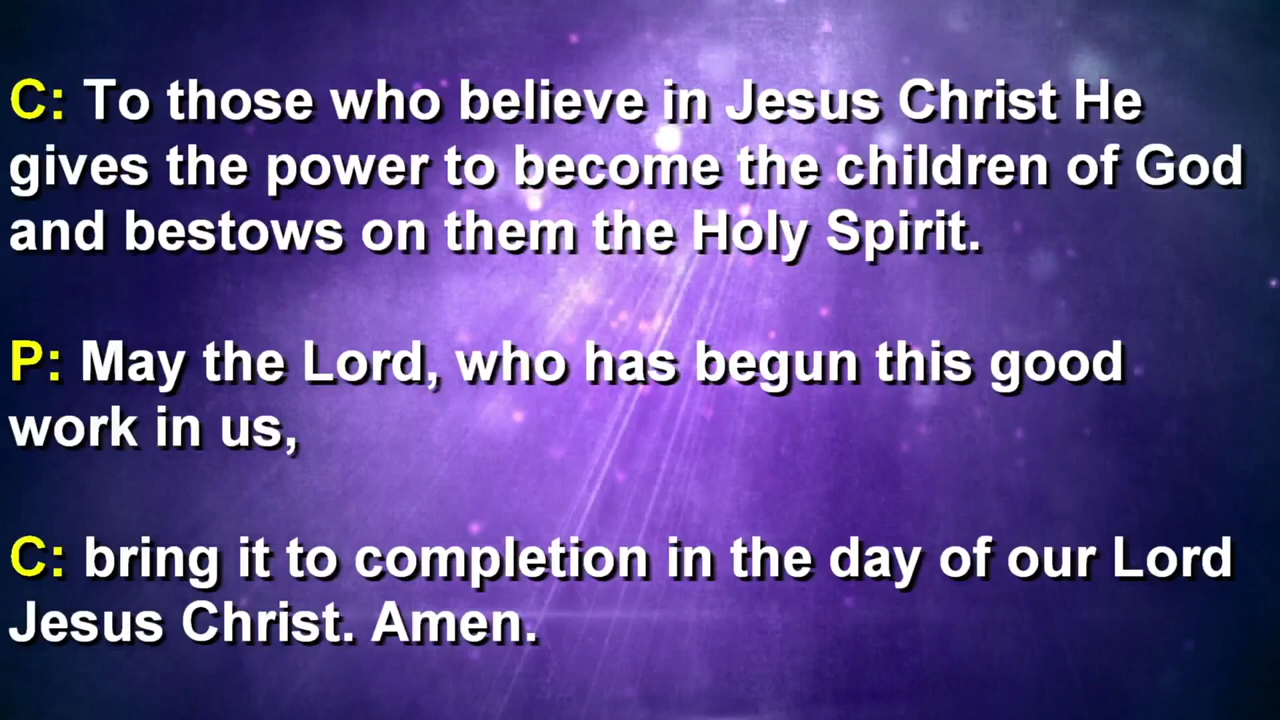 C: To those who believe in Jesus Christ He
gives the power to become the children of God
and bestows on them the Holy Spirit.
P: May the Lord, who has begun this good
work in us,
C: bring it to completion in the day of our Lord
Jesus Christ. Amen.